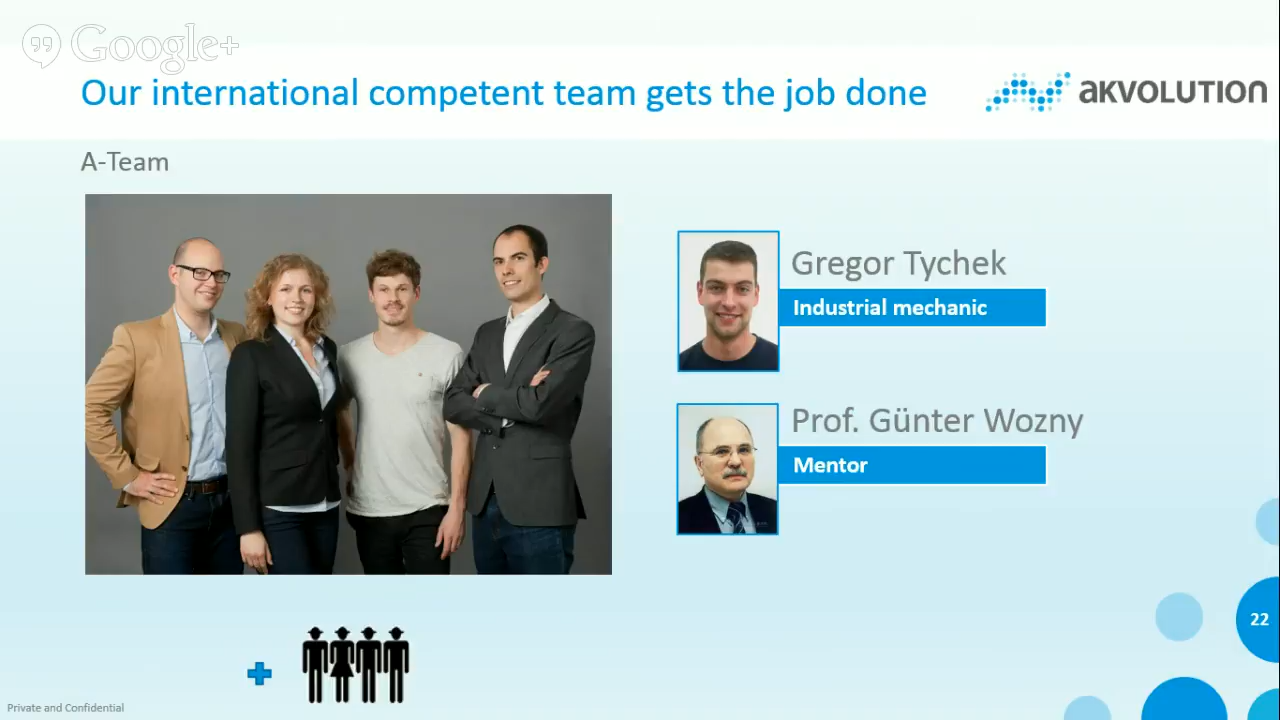 Google+
Our international competent team gets the job done
AKVOLUTION
A-Team
Gregor Tychek
Industrial mechanic
Prof. Günter Wozny
Mentor
22
Private and Confidential